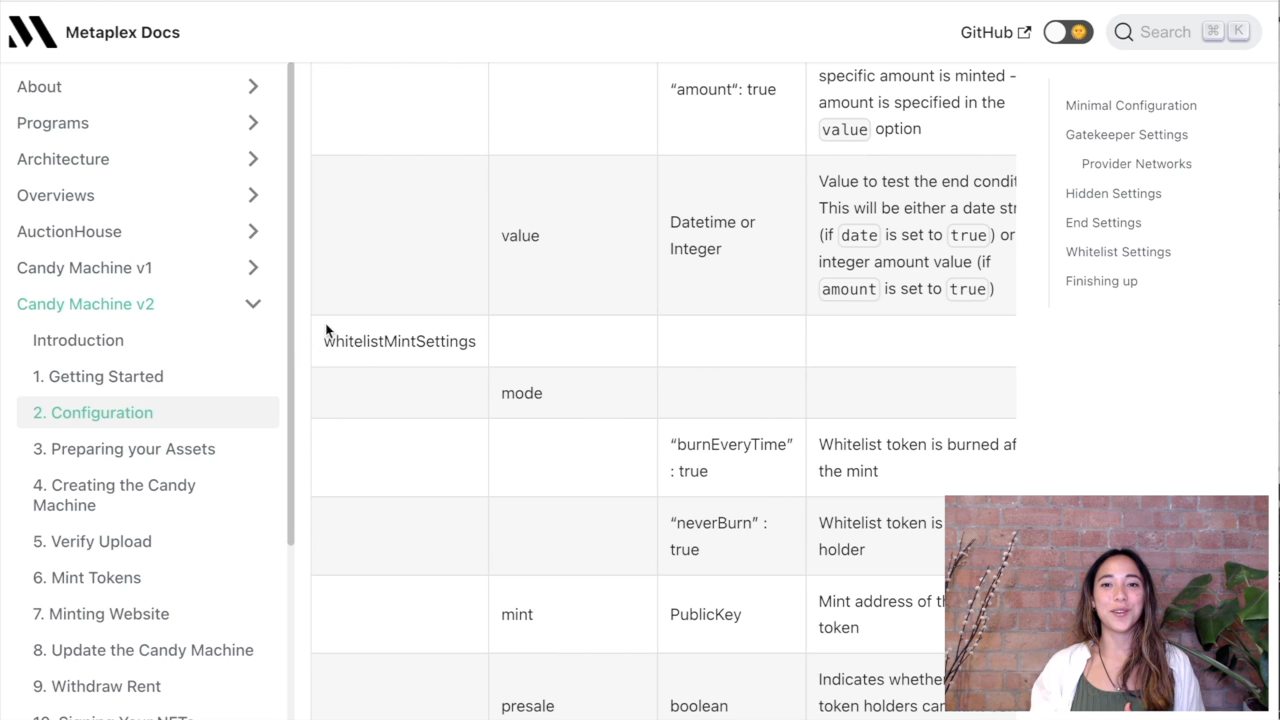 Metaplex Docs
GitHub
Search
⌘ K
About
Programs
Architecture
Overviews
AuctionHouse
Candy Machine v1
Candy Machine v2
Introduction
1. Getting Started
2. Configuration
3. Preparing your Assets
4. Creating the Candy
Machine
5. Verify Upload
6. Mint Tokens
7. Minting Website
8. Update the Candy Machine
9. Withdraw Rent
“amount“: true
specific amount is minted -
amount is specified in the
value option
value
Datetime or
Integer
Value to test the end
This will be either a date
(if date is set to true) or
integer amount value (if
amount is set to true)
whitelistMintSettings
mode
“burnEveryTime”
: true
Whitelist token is burned
the mint
“neverBurn” :
true
Whitelist token is
holder
mint
PublicKey
Mint address of
token
presale
boolean
Indicates whether
token holders
Minimal Configuration
Gatekeeper Settings
Provider Networks
Hidden Settings
End Settings
Whitelist Settings
Finishing up